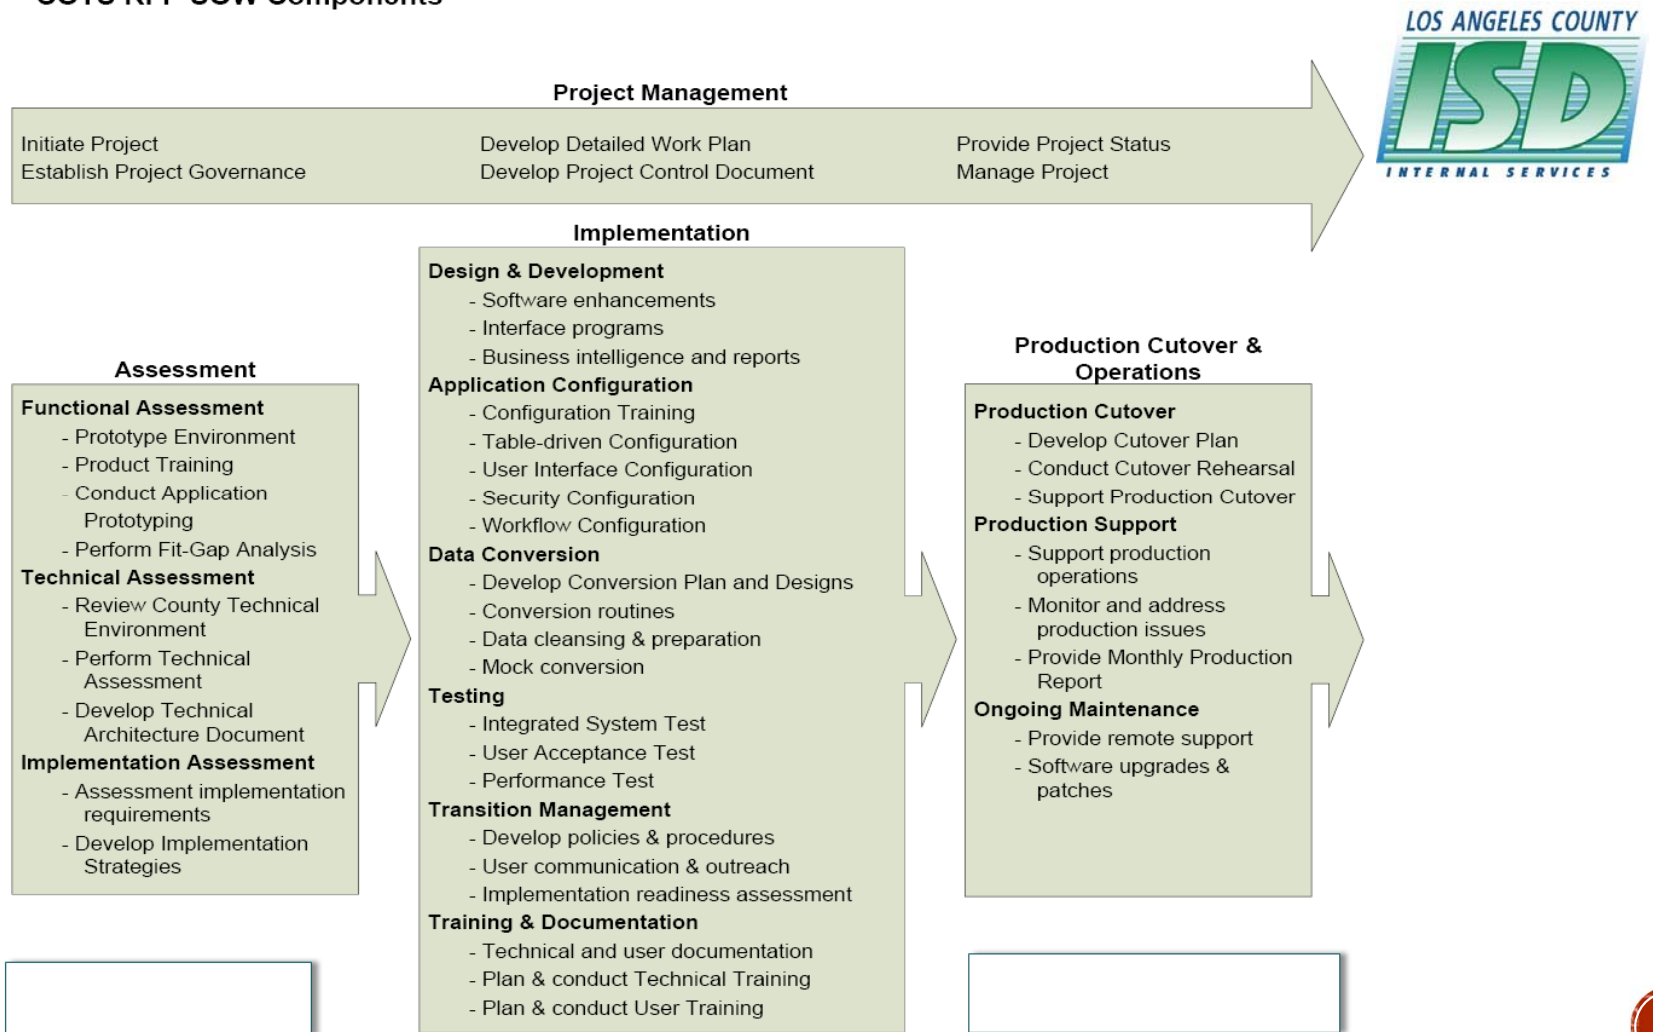 COTS RFP SOW Components
LOS ANGELES COUNTY
ISD
INTERNAL SERVICES
Project Management
Initiate Project
Establish Project Governance
Develop Detailed Work Plan
Develop Project Control Document
Provide Project Status
Manage Project
Assessment
Functional Assessment
- Prototype Environment
- Product Training
- Conduct Application
Prototyping
- Perform Fit-Gap Analysis
Technical Assessment
- Review County Technical
Environment
- Perform Technical
Assessment
- Develop Technical
Architecture Document
Implementation Assessment
- Assessment implementation
requirements
- Develop Implementation
Strategies
Implementation
Design & Development
- Software enhancements
- Interface programs
- Business intelligence and reports
Application Configuration
- Configuration Training
- Table-driven Configuration
- User Interface Configuration
- Security Configuration
- Workflow Configuration
Data Conversion
- Develop Conversion Plan and Designs
- Conversion routines
- Data cleansing & preparation
- Mock conversion
Testing
- Integrated System Test
- User Acceptance Test
- Performance Test
Transition Management
- Develop policies & procedures
- User communication & outreach
- Implementation readiness assessment
Training & Documentation
- Technical and user documentation
- Plan & conduct Technical Training
- Plan & conduct User Training
Production Cutover &
Operations
Production Cutover
- Develop Cutover Plan
- Conduct Cutover Rehearsal
- Support Production Cutover
Production Support
- Support production
operations
- Monitor and address
production issues
- Provide Monthly Production
Report
Ongoing Maintenance
- Provide remote support
- Software upgrades &
patches